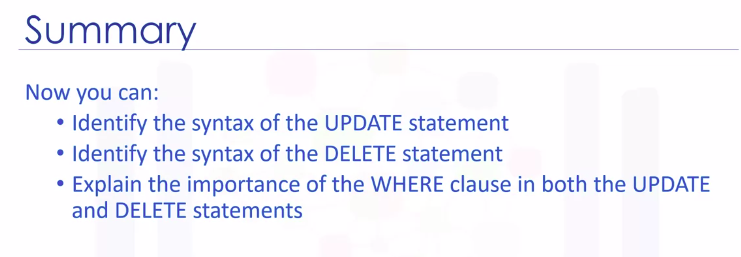 Summary
Now you can:
• Identify the syntax of the UPDATE statement
• Identify the syntax of the DELETE statement
• Explain the importance of the WHERE clause in both the UPDATE
and DELETE statements